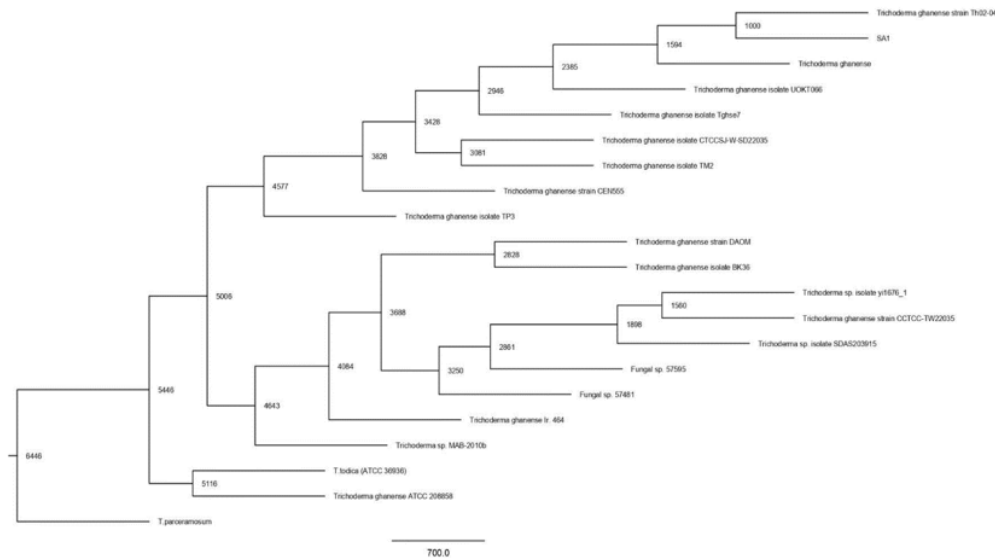 Trichoderma ghanense strain Th02-04
1000
SA1
1594
Trichoderma ghanense
2385
Trichoderma ghanense isolate UOKT066
2946
Trichoderma ghanense isolate Tghse7
3428
Trichoderma ghanense isolate CTCCSJ-W-SD22035
3828
3081
Trichoderma ghanense isolate TM2
4577
Trichoderma ghanense strain CEN555
Trichoderma ghanense isolate TP3
Trichoderma ghanense strain DAOM
2828
Trichoderma ghanense isolate BK36
5006
Trichoderma sp. isolate yr1676_1
3688
1560
Trichoderma ghanense strain CCTCC-TW22035
1898
Trichoderma sp. isolate SDAS203915
2861
4084
3250
Fungal sp. 57595
5446
Fungal sp. 57481
4643
Trichoderma ghanense Ir. 464
Trichoderma sp. MAB-2010b
6446
T.todica (ATCC 36936)
5116
Trichoderma ghanense ATCC 208858
T.parceramosum
700.0